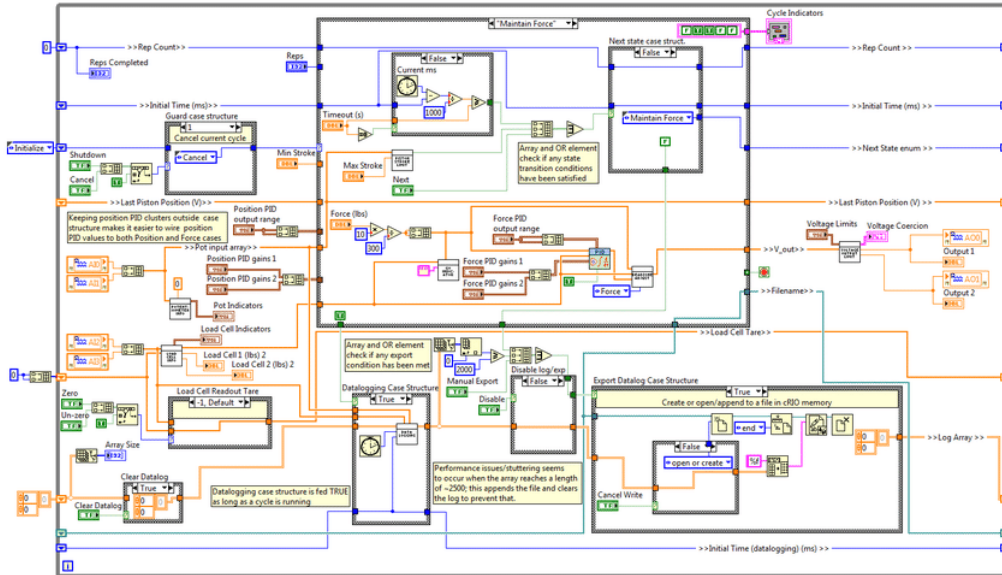 "Maintain Force"
Cycle Indicators
>>Rep Count>>
Reps Completed
Reps
False
Current ms
1000
Next state case struct.
False
>>Rep Count>>
>>Initial Time (ms)>>
Guard case structure
1
Cancel current cycle
Cancel
Timeout (s)
Maintain Force
>>Initial Time (ms)>>
Initialize
Shutdown
Cancel
Min Stroke
Max Stroke
Next
Array and OR element
check if any state
transition conditions
have been satisfied
>>Next State enum >>
>>Last Piston Position (V)>>
>>Last Piston Position (V)>>
Keeping position PID clusters outside case
structure makes it easier to wire position
PID values to both Position and Force cases
Position PID
output range
Force (lbs)
10
300
Force PID
output range
PID
Voltage Limits
Voltage Coercion
>>Pot input array>>
Position PID gains 1
Position PID gains 2
Force PID gains 1
Force PID gains 2
Force
>>V_out>>
AO0
Output 1
AO1
Output 2
AI0
AI1
0
Pot Indicators
>>Filename>>
Load Cell Indicators
AI2
AI3
Load Cell 1 (lbs) 2
Load Cell 2 (lbs) 2
Array and OR element
check if any export
condition has been met
0
2000
>>Load Cell Tare>>
Manual Export
Disable log/exp
False
Disable
0
Zero
Un-zero
Load Cell Readout Tare
-1, Default
Datalogging Case Structure
True
Export Datalog Case Structure
True
Create or open/append to a file in cRIO memory
end
False
open or create
%f
Cancel Write
>>Log Array >>
Array Size
Clear Datalog
True
Clear Datalog
Datalogging case structure is fed TRUE
as long as a cycle is running
Performance issues/stuttering seems
to occur when the array reaches a length
of ~2500; this appends the file and clears
the log to prevent that.
>>Initial Time (datalogging) (ms) >>
i